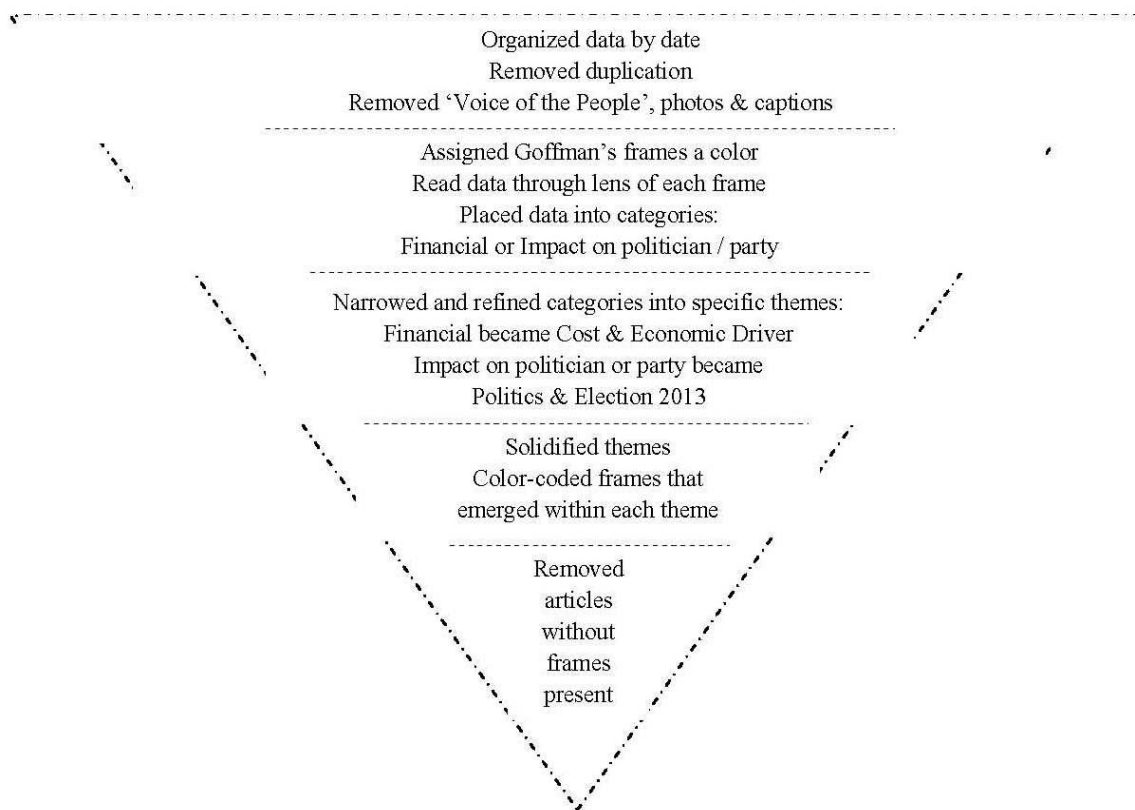 Organized data by date
Removed duplication
Removed ‘Voice of the People’, photos & captions
Assigned Goffman’s frames a color
Read data through lens of each frame
Placed data into categories:
Financial or Impact on politician / party
Narrowed and refined categories into specific themes:
Financial became Cost & Economic Driver
Impact on politician or party became
Politics & Election 2013
Solidified themes
Color-coded frames that
emerged within each theme
Removed
articles
without
frames
present